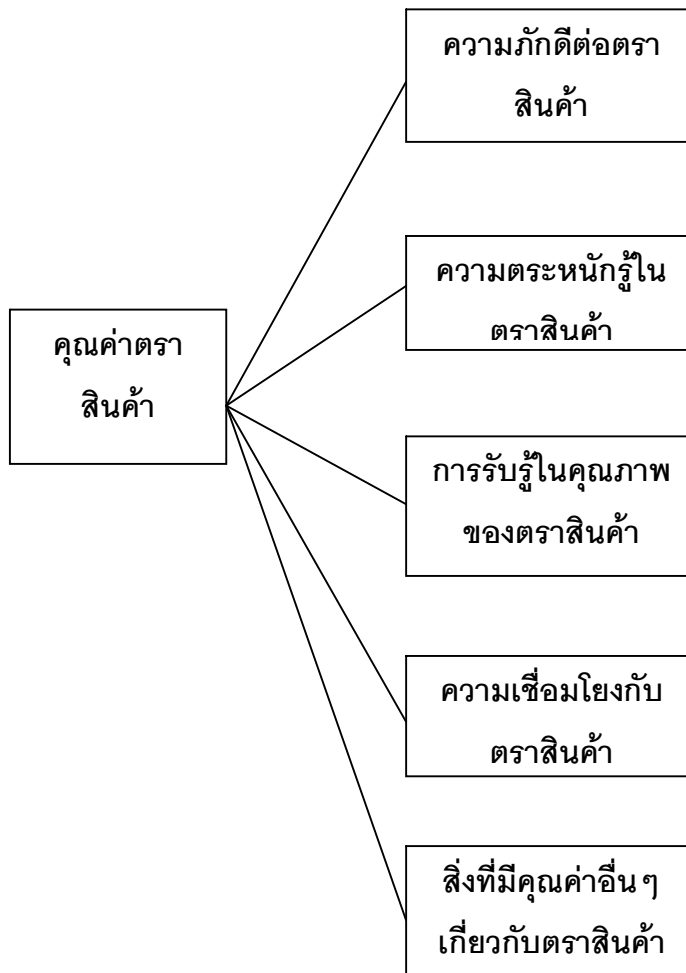 ความภักดีต่อตรา
สินค้า
ความตระหนักรู้ใน
ตราสินค้า
คุณค่าตรา
สินค้า
การรับรู้ในคุณภาพ
ของตราสินค้า
ความเชื่อมโยงกับ
ตราสินค้า
สิ่งที่มีคุณค่าอื่นๆ
เกี่ยวกับตราสินค้า